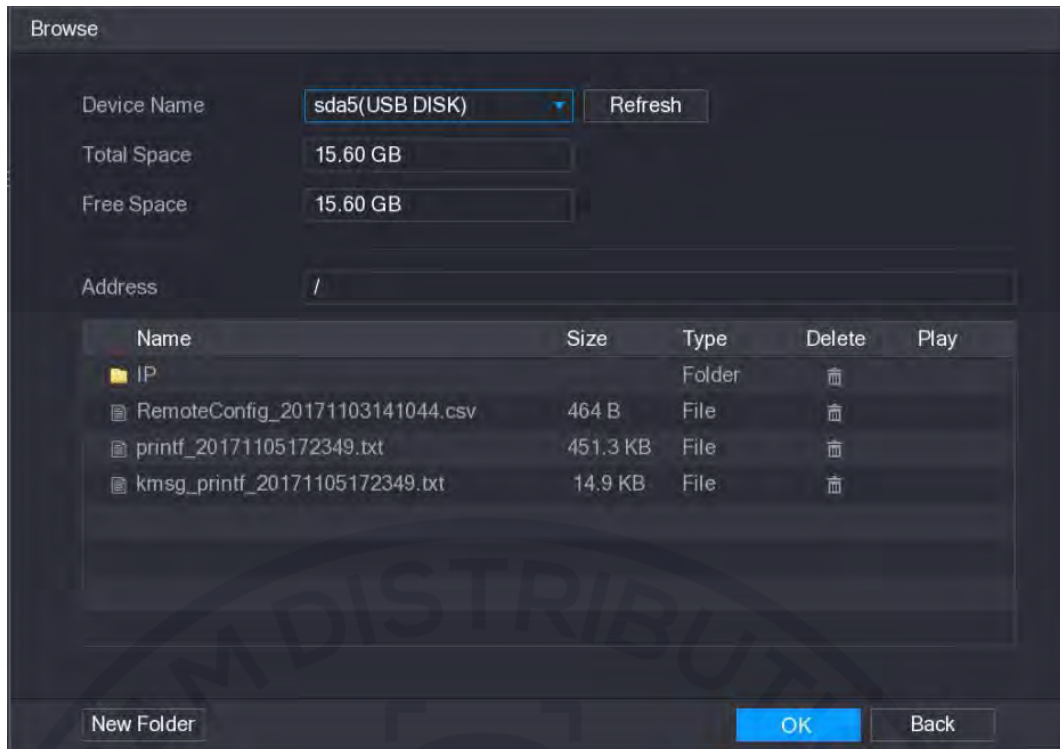 Browse
Device Name sda5(USB DISK) Refresh
Total Space 15.60 GB
Free Space 15.60 GB
Address /
Name Size Type Delete Play
IP Folder
RemoteConfig_20171103141044.csv 464 B File
printf_20171105172349.txt 451.3 KB File
kmsg_printf_20171105172349.txt 14.9 KB File
DISTRIBU
New Folder OK Back